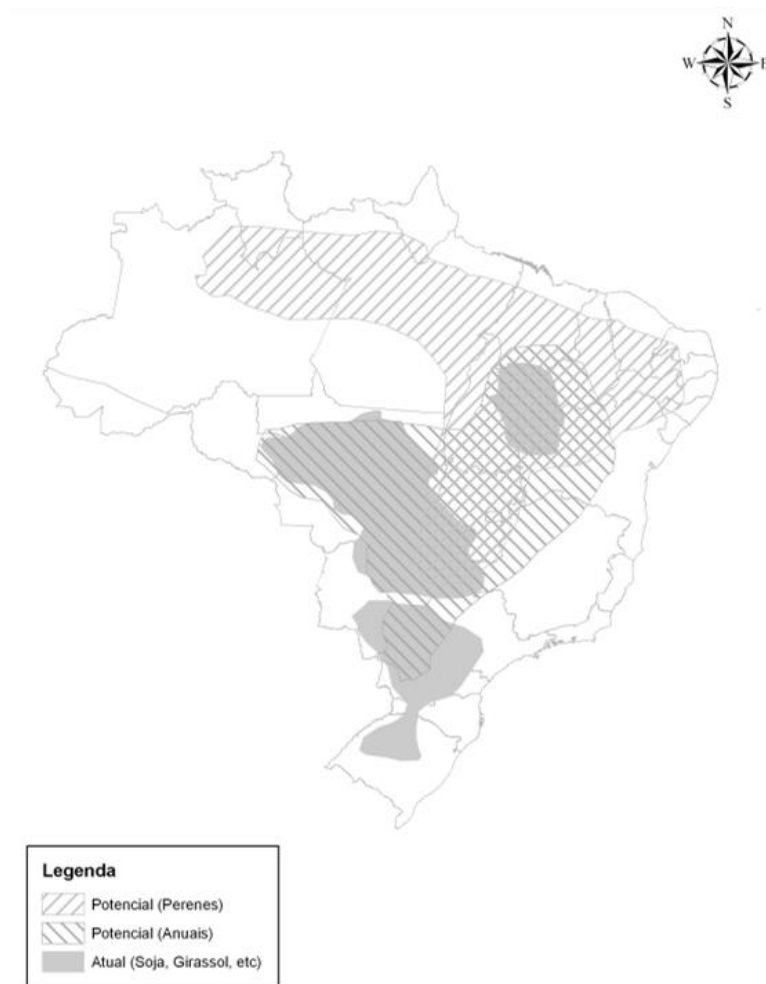 N
W E
S
Legenda
Potencial (Perenes)
Potencial (Anuais)
Atual (Soja, Girassol, etc)